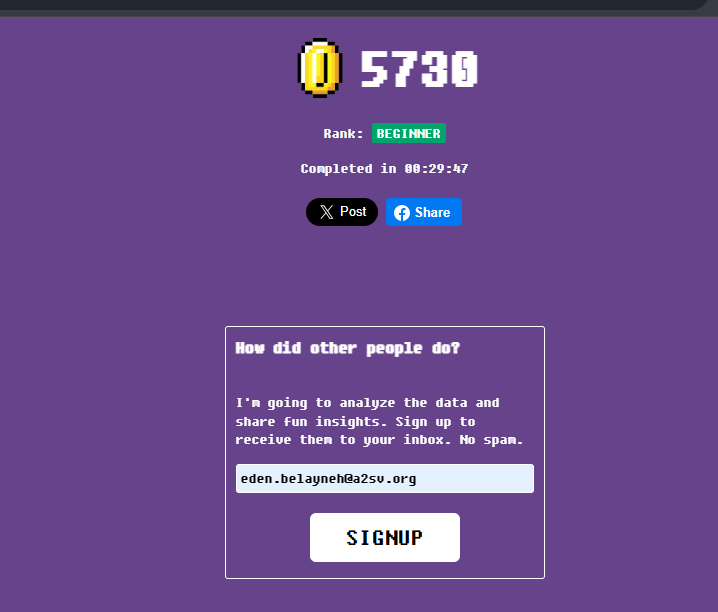 5730
Rank: BEGINNER
Completed in 00:29:47
Post Share
How did other people do?
I'm going to analyze the data and
share fun insights. Sign up to
receive them to your inbox. No spam.
eden.belayneh@a2sv.org
SIGNUP